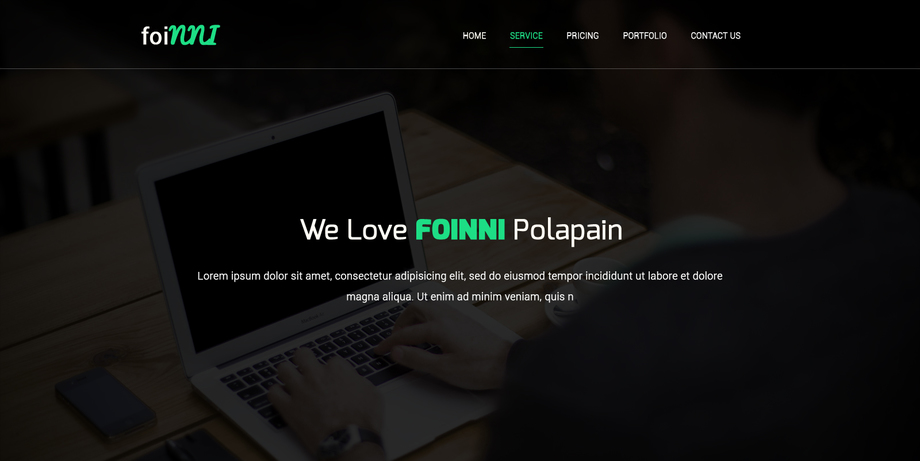 foiNNI
HOME SERVICE PRICING PORTFOLIO CONTACT US
We Love FOINNI Polapain
Lorem ipsum dolor sit amet, consectetur adipisicing elit, sed do eiusmod tempor incididunt ut labore et dolore
magna aliqua. Ut enim ad minim veniam, quis n